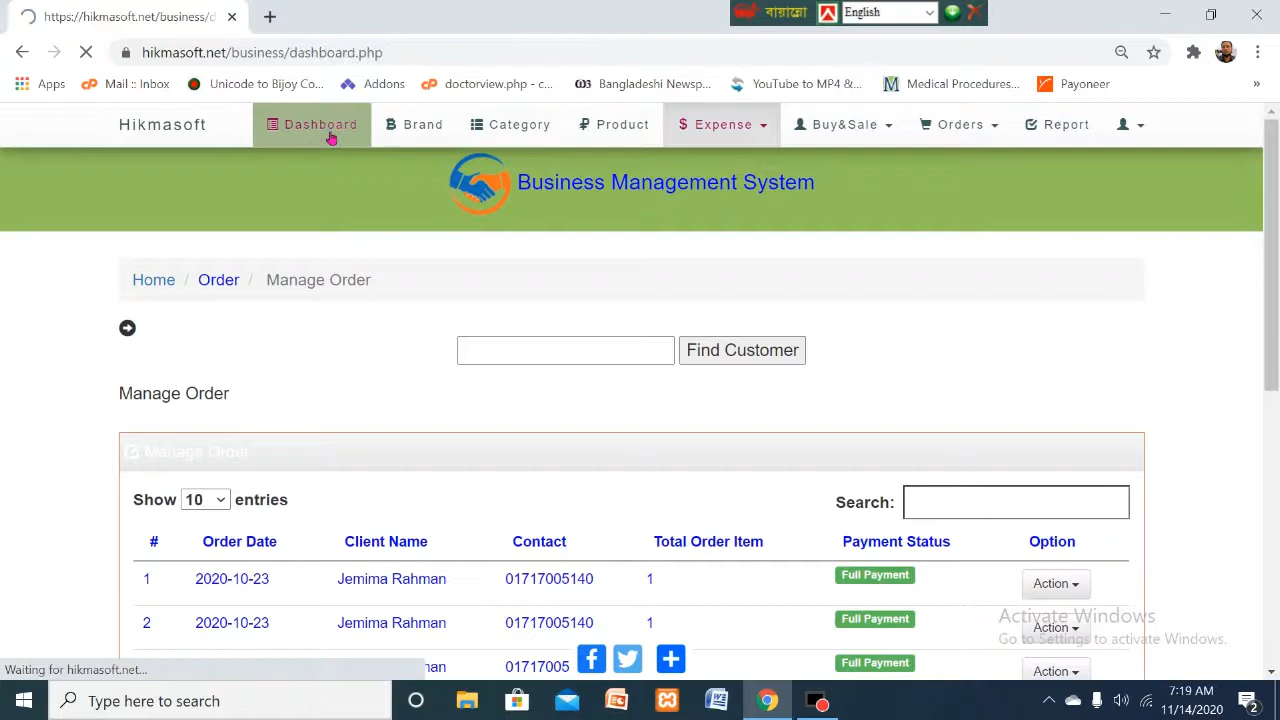 https://hikmasoft.net/business/d
বায়ান্নো
English
hikmasoft.net/business/dashboard.php
Apps
Mail :: Inbox
Unicode to Bijoy Co...
Addons
doctorview.php - c...
Bangladeshi Newsp...
YouTube to MP4 &...
Medical Procedures...
Payoneer
»
Hikmasoft
Dashboard
Brand
Category
Product
$ Expense
Buy&Sale
Orders
Report
Business Management System
Home / Order / Manage Order
Find Customer
Manage Order
Manage Order
Show 10 entries
Search:
# Order Date Client Name Contact Total Order Item Payment Status Option
1 2020-10-23 Jemima Rahman 01717005140 1 Full Payment Action
2 2020-10-23 Jemima Rahman 01717005140 1 Full Payment Action
man 01717005 Full Payment Action
Activate Windows
Go to Settings to activate Windows.
Waiting for hikmasoft.net
Type here to search
7:19 AM
11/14/2020
2